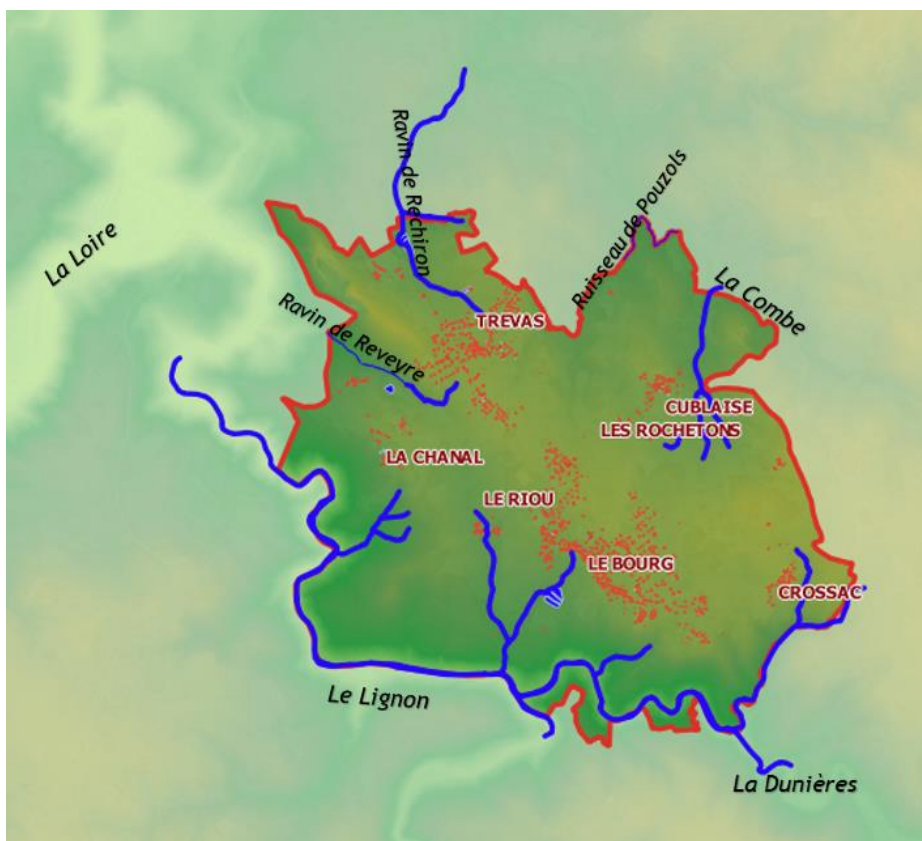 Ravin de Rechiron
Ruisseau de Pouzols
La Loire
La Combe
Ravin de Reveyre
TREVAS
CUBLAISE
LES ROCHETONS
LA CHANAL
LE RIOU
LE BOURG
CROSSAC
Le Lignon
La Dunières